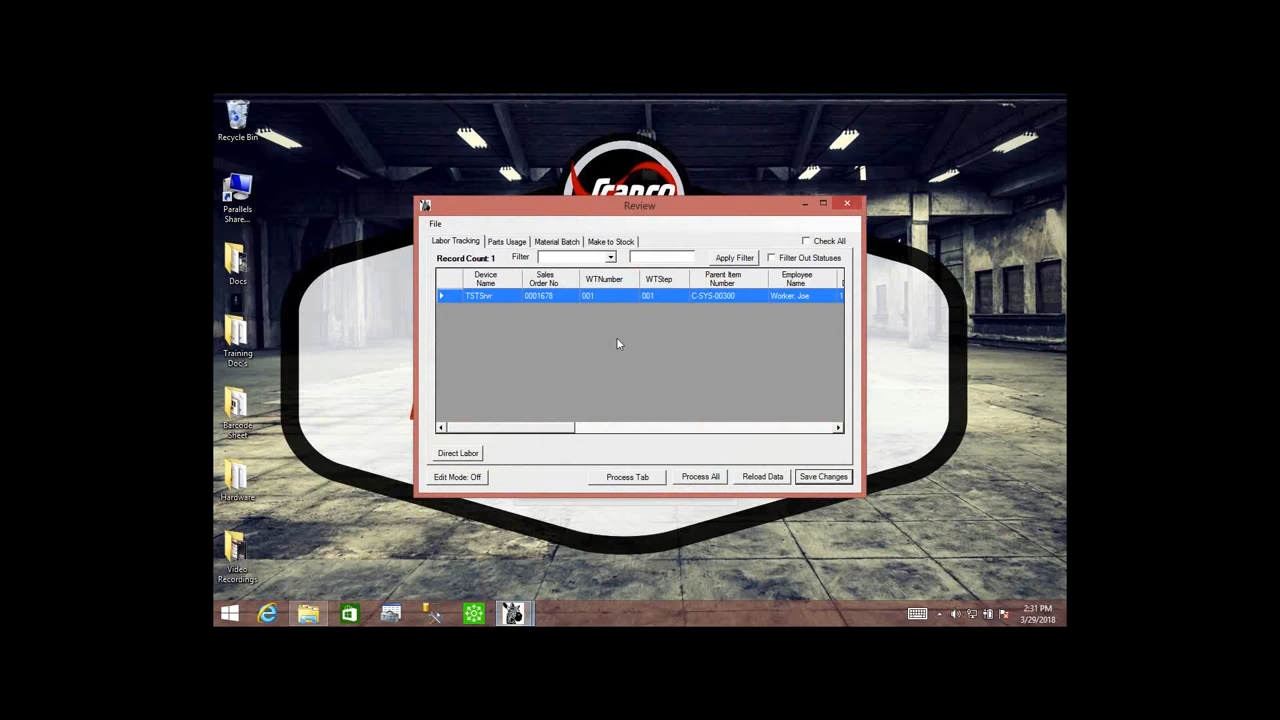 Recycle Bin
Parallels
Share...
Docs
Training
Doc's
Barcode
Sheet
Hardware
Video
Recordings
Review
File
Labor Tracking
Parts Usage
Material Batch
Make to Stock
Check All
Record Count: 1
Filter
Apply Filter
Filter Out Statuses
Device
Name
Sales
Order No
WTNumber
WTStep
Parent Item
Number
Employee
Name
TSTSrvr
0001678
001
001
C-SYS-00300
Worker, Joe
1
Direct Labor
Edit Mode: Off
Process Tab
Process All
Reload Data
Save Changes
2:31 PM
3/29/2018